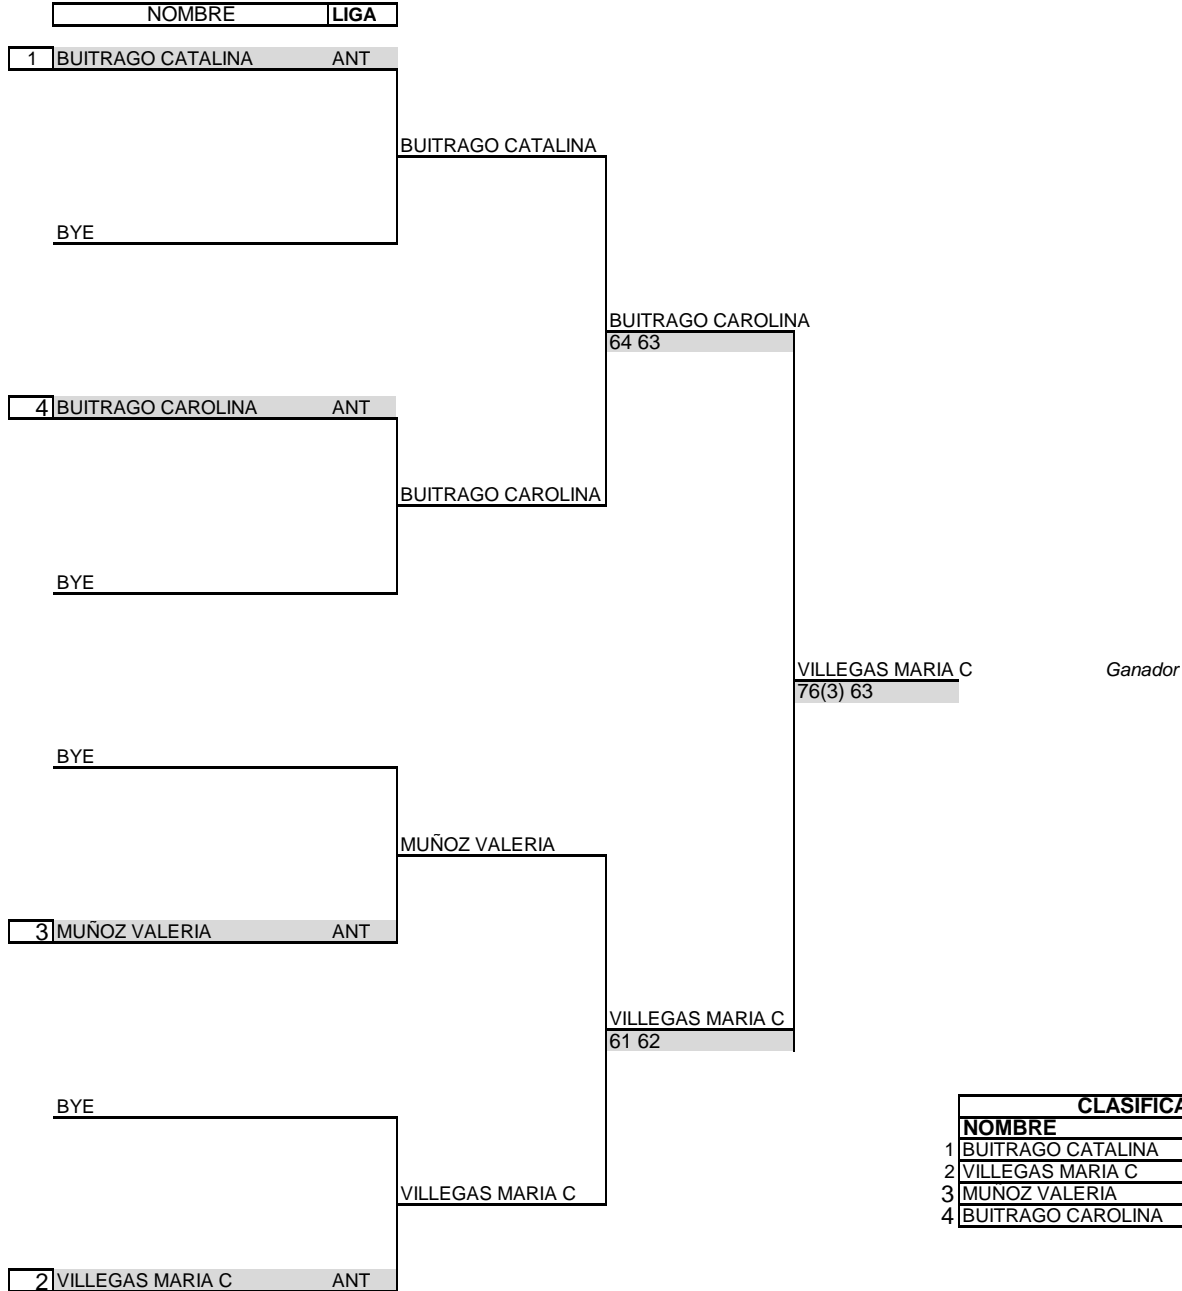 NOMBRE LIGA
1 BUITRAGO CATALINA ANT
BUITRAGO CATALINA
BYE
BUITRAGO CAROLINA
64 63
4 BUITRAGO CAROLINA ANT
BUITRAGO CAROLINA
BYE
VILLEGAS MARIA C Ganador
76(3) 63
BYE
MUÑOZ VALERIA
3 MUÑOZ VALERIA ANT
VILLEGAS MARIA C
61 62
BYE
CLASIFICA
NOMBRE
1 BUITRAGO CATALINA
2 VILLEGAS MARIA C
VILLEGAS MARIA C
3 MUÑOZ VALERIA
4 BUITRAGO CAROLINA
2 VILLEGAS MARIA C ANT